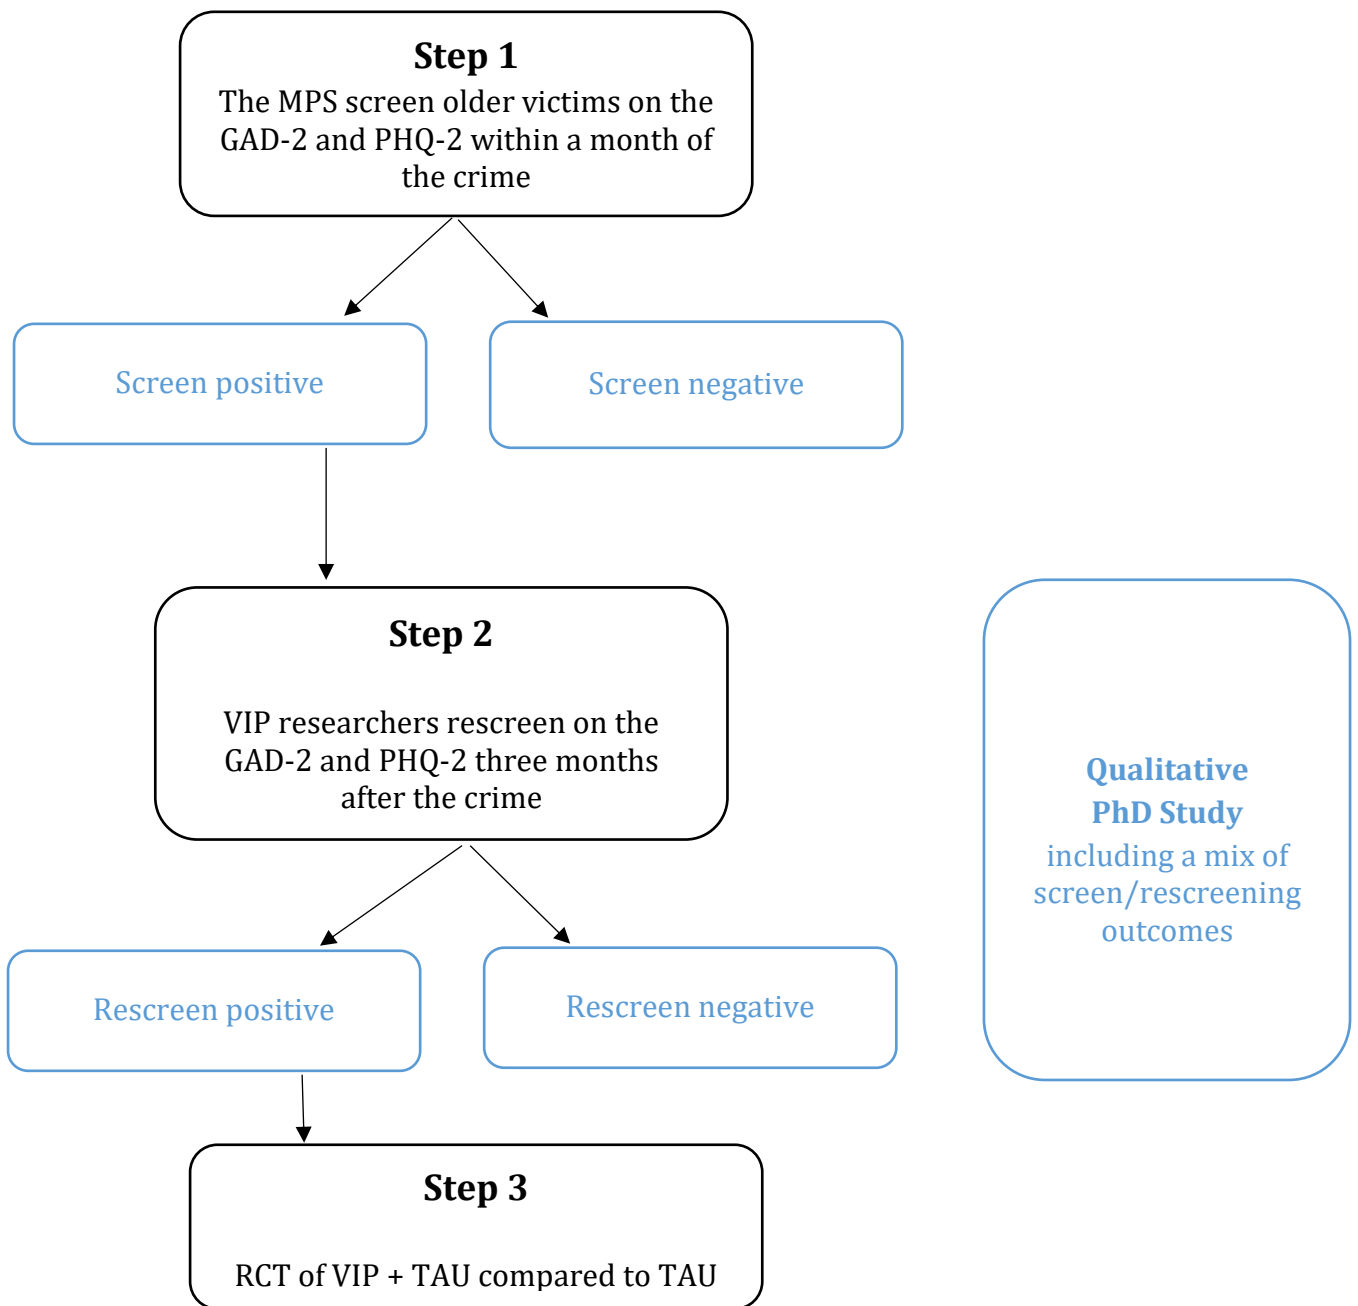 Step 1
The MPS screen older victims on the
GAD-2 and PHQ-2 within a month of
the crime
Screen positive
Screen negative
Step 2
VIP researchers rescreen on the
GAD-2 and PHQ-2 three months
after the crime
Qualitative
PhD Study
including a mix of
screen/rescreening
outcomes
Rescreen positive
Rescreen negative
Step 3
RCT of VIP + TAU compared to TAU